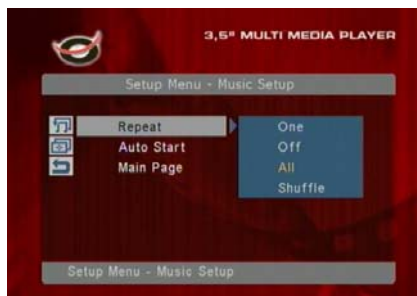 3,5" MULTI MEDIA PLAYER
Setup Menu - Music Setup
Repeat
Auto Start
Main Page
One
Off
All
Shuffle
Setup Menu - Music Setup